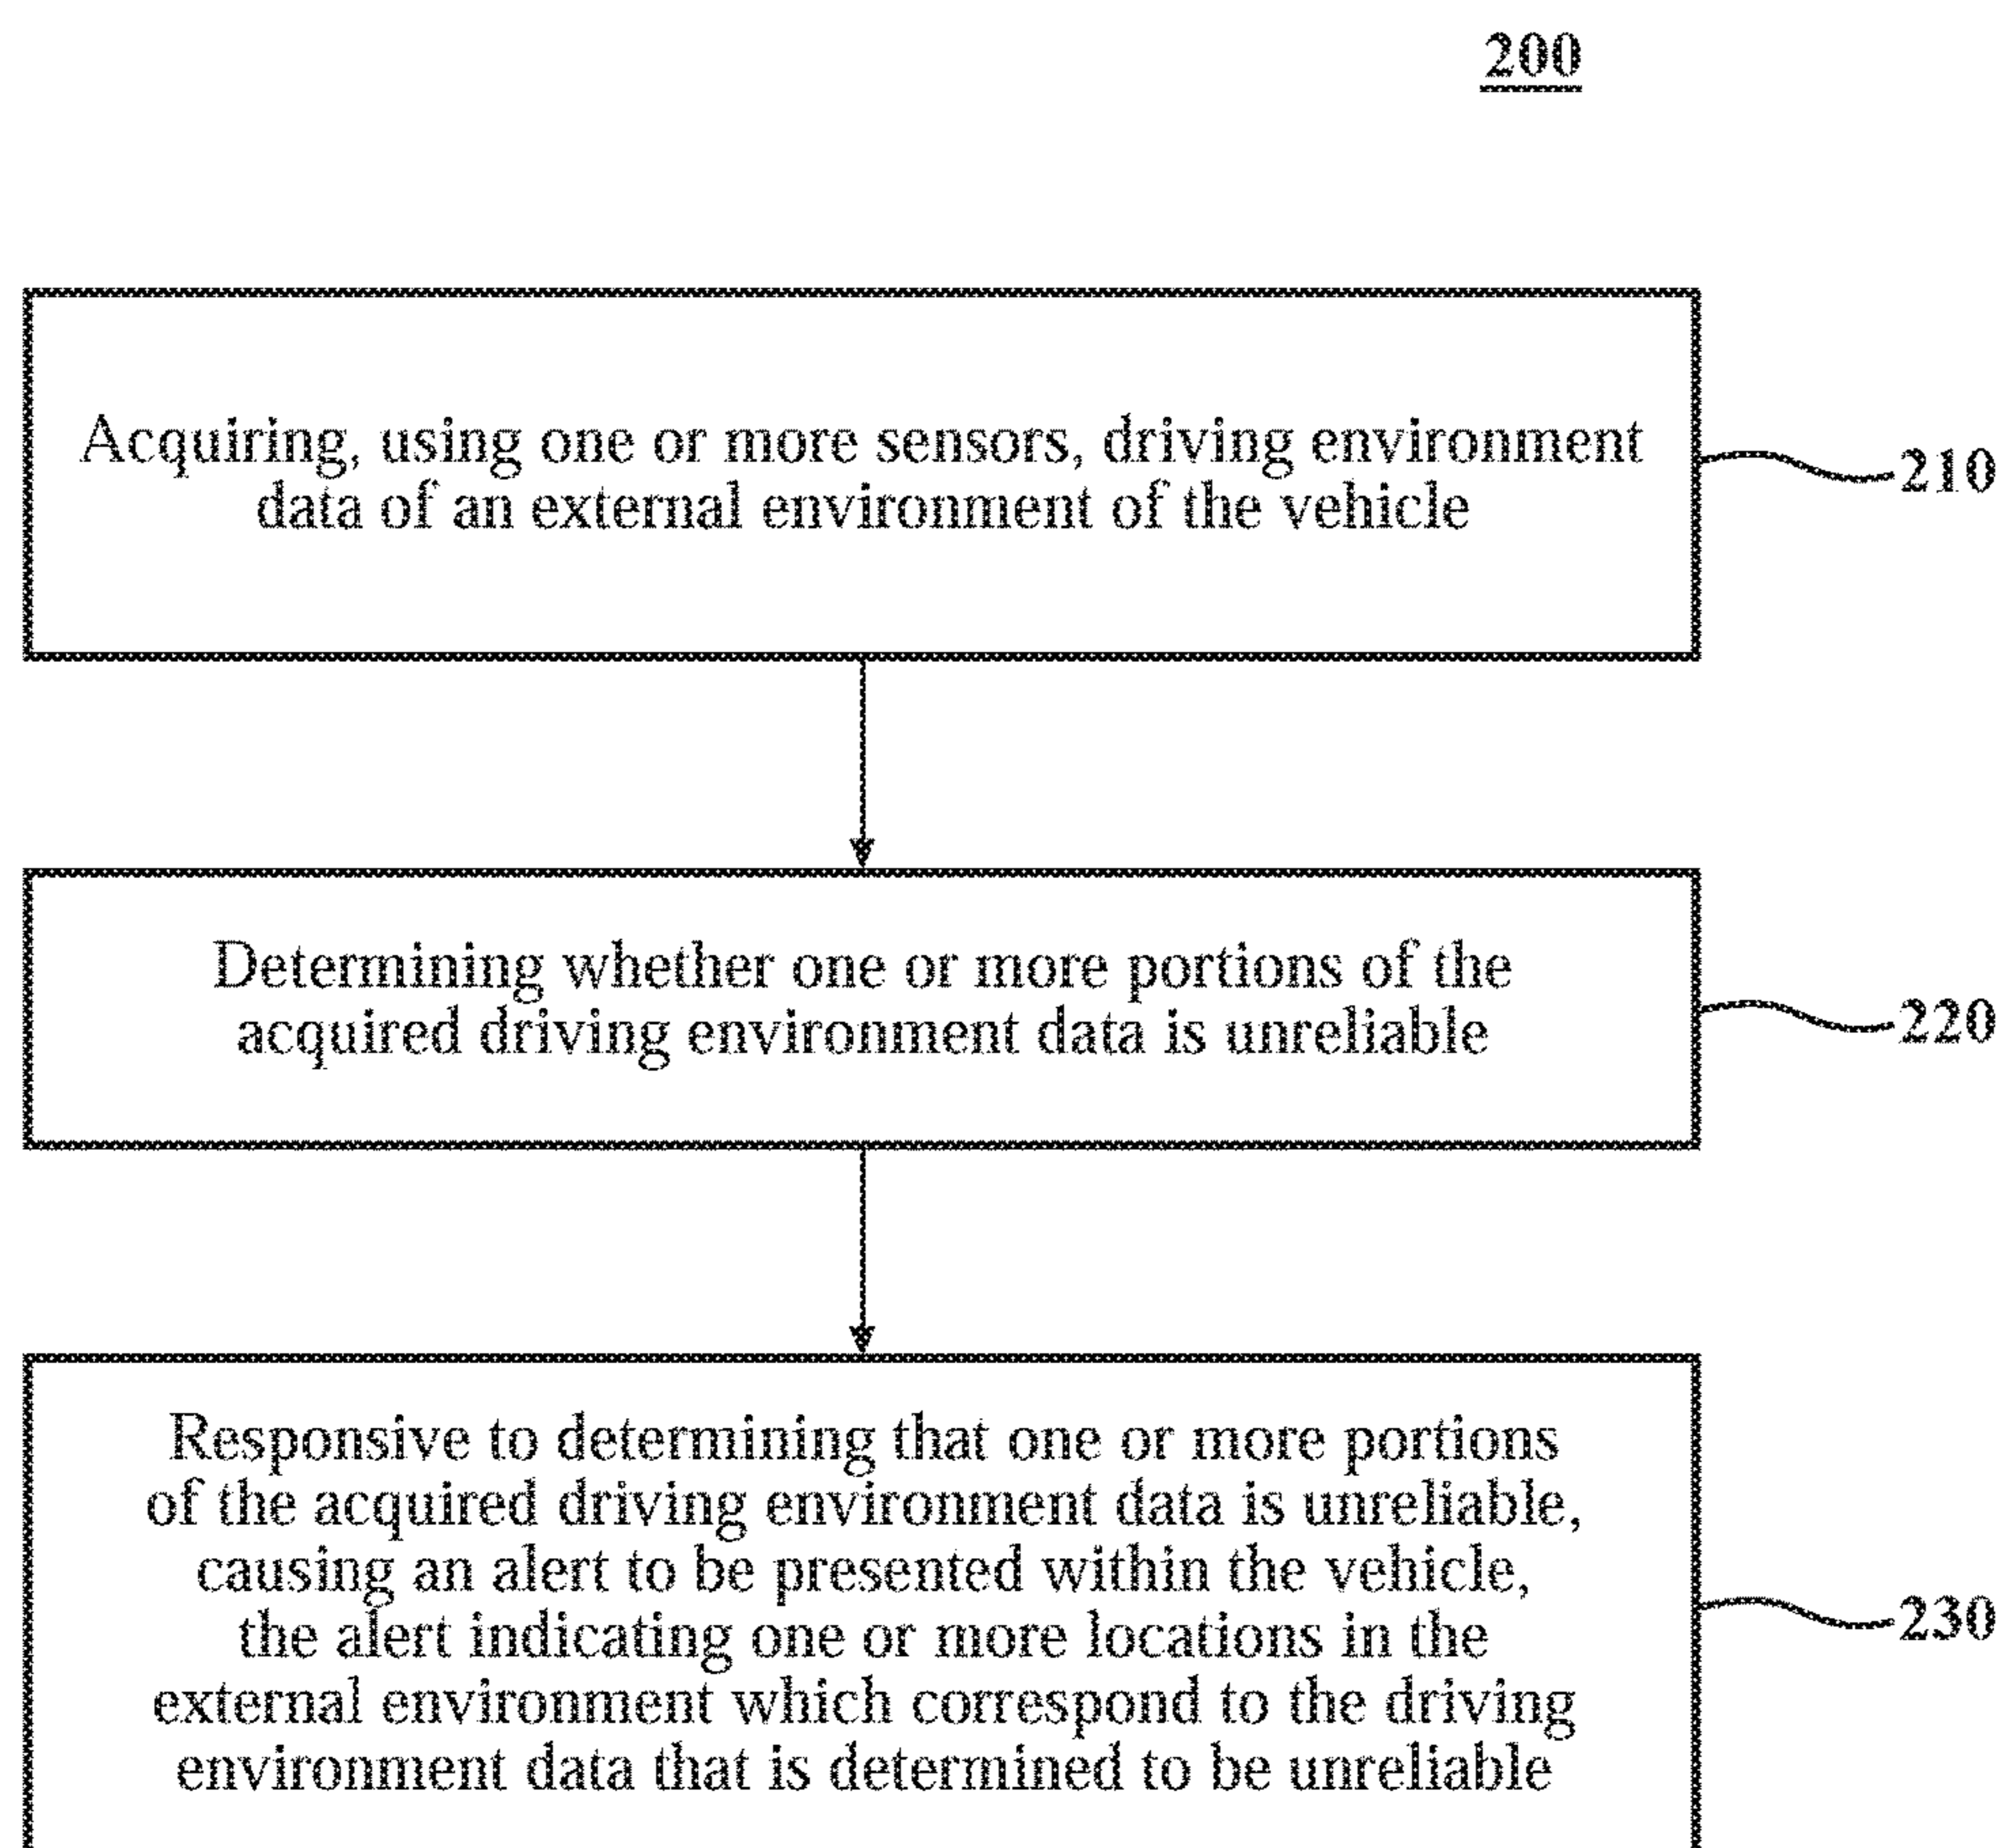 200
Acquiring, using one or more sensors, driving environment
data of an external environment of the vehicle
210
Determining whether one or more portions of the
acquired driving environment data is unreliable
220
Responsive to determining that one or more portions
of the acquired driving environment data is unreliable,
causing an alert to be presented within the vehicle,
the alert indicating one or more locations in the
external environment which correspond to the driving
environment data that is determined to be unreliable
230